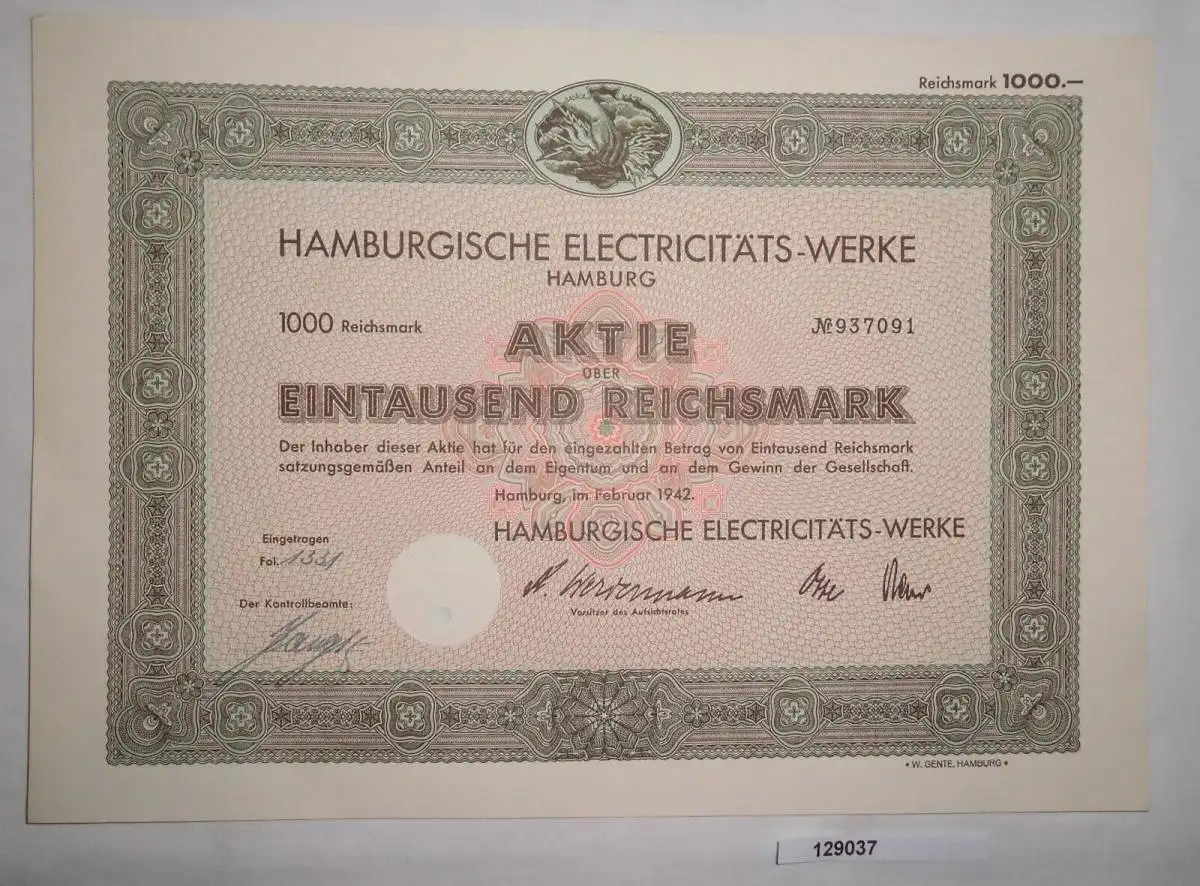 Reichsmark 1000.—
HAMBURGISCHE ELECTRICITÄTS-WERKE
HAMBURG
1000 Reichsmark
AKTIE
№ 937091
ÜBER
EINTAUSEND REICHSMARK
Der Inhaber dieser Aktie hat für den eingezahlten Betrag von Eintausend Reichsmark
satzungsgemäßen Anteil an dem Eigentum und an dem Gewinn der Gesellschaft.
Hamburg, im Februar 1942.
HAMBURGISCHE ELECTRICITÄTS-WERKE
Eingetragen
Fol. 1331
Vorsitzer des Aufsichtsrates
Der Kontrollbeamte:
• W. GENTE, HAMBURG •
129037